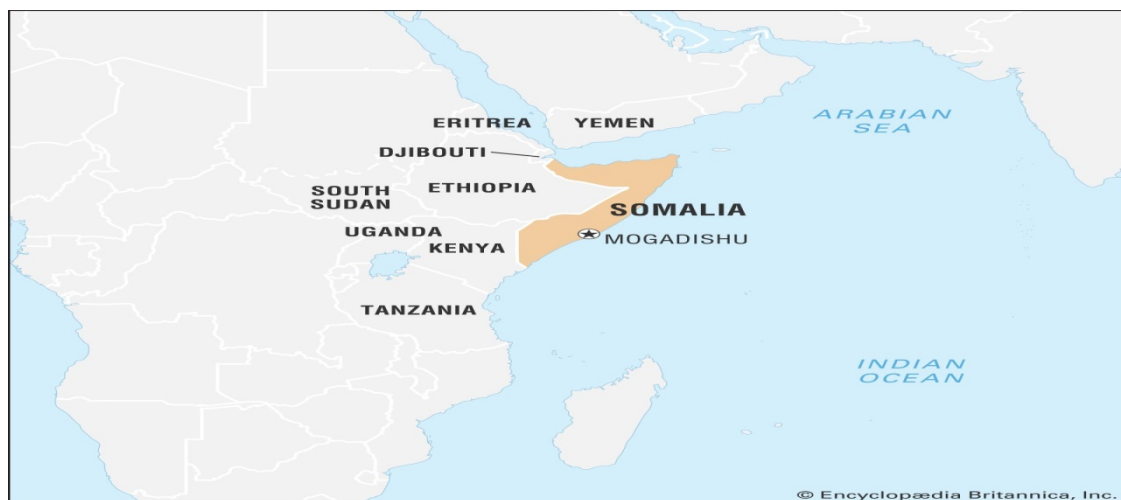 ERITREA
YEMEN
ARABIAN
SEA
DJIBOUTI
ETHIOPIA
SOUTH
SUDAN
SOMALIA
UGANDA
KENYA
MOGADISHU
TANZANIA
INDIAN
OCEAN
© Encyclopædia Britannica, Inc.